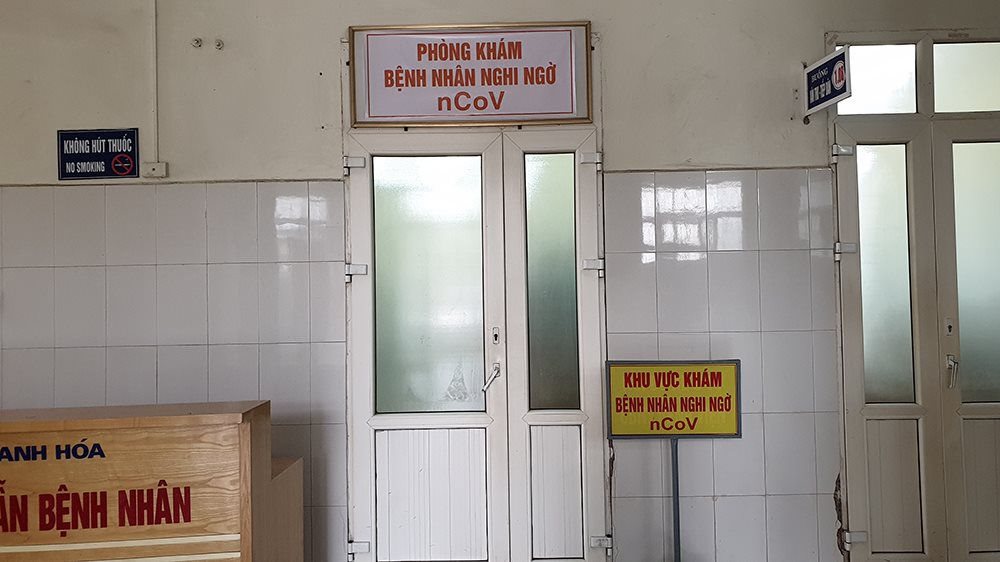 PHÒNG KHÁM
BỆNH NHÂN NGHI NGỜ
nCoV
KHÔNG HÚT THUỐC
NO SMOKING
BUỒNG
KHU VỰC KHÁM
BỆNH NHÂN NGHI NGỜ
nCoV
ANH HÓA
ẪN BỆNH NHÂN